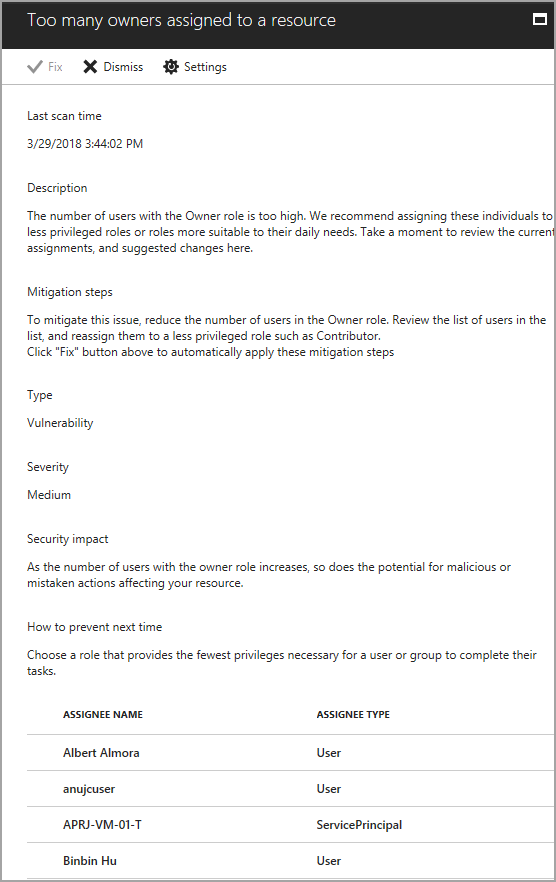 Too many owners assigned to a resource
Fix Dismiss Settings
Last scan time
3/29/2018 3:44:02 PM
Description
The number of users with the Owner role is too high. We recommend assigning these individuals to
less privileged roles or roles more suitable to their daily needs. Take a moment to review the current
assignments, and suggested changes here.
Mitigation steps
To mitigate this issue, reduce the number of users in the Owner role. Review the list of users in the
list, and reassign them to a less privileged role such as Contributor.
Click "Fix" button above to automatically apply these mitigation steps
Type
Vulnerability
Severity
Medium
Security impact
As the number of users with the owner role increases, so does the potential for malicious or
mistaken actions affecting your resource.
How to prevent next time
Choose a role that provides the fewest privileges necessary for a user or group to complete their
tasks.
ASSIGNEE NAME ASSIGNEE TYPE
Albert Almora User
anujcuser User
APRJ-VM-01-T ServicePrincipal
Binbin Hu User